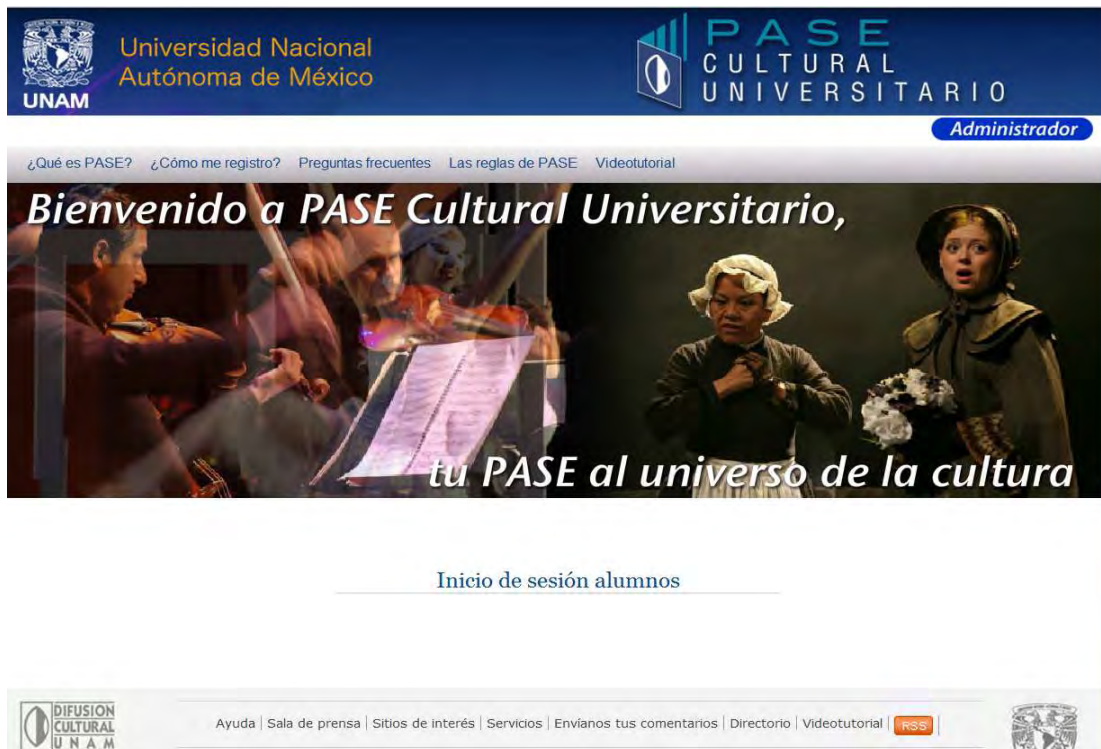 Universidad Nacional
Autónoma de México
UNAM
PASE
CULTURAL
UNIVERSITARIO
Administrador
¿Qué es PASE? ¿Cómo me registro? Preguntas frecuentes Las reglas de PASE Videotutorial
Bienvenido a PASE Cultural Universitario,
tu PASE al universo de la cultura
Inicio de sesión alumnos
DIFUSION
CULTURAL
UNAM
Ayuda | Sala de prensa | Sitios de interés | Servicios | Envíanos tus comentarios | Directorio | Videotutorial | RSS |